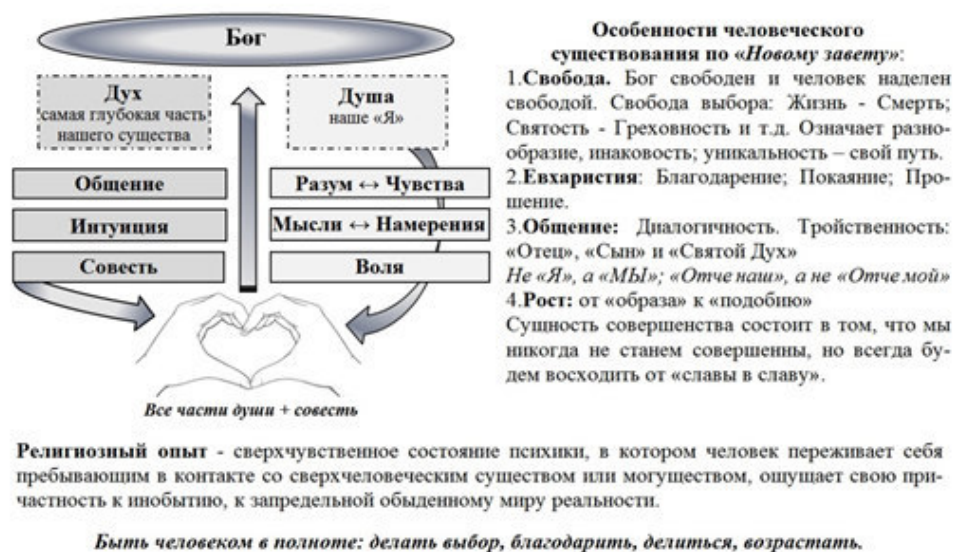 Бог
Дух
самая глубокая часть
нашего существа
Душа
наше «Я»
Общение
Интуиция
Совесть
Разум ↔ Чувства
Мысли ↔ Намерения
Воля
Все части души + совесть
Особенности человеческого
существования по «Новому завету»:
1.Свобода. Бог свободен и человек наделен
свободой. Свобода выбора: Жизнь - Смерть;
Святость - Греховность и т.д. Означает разно-
образие, инаковость; уникальность – свой путь.
2.Евхаристия: Благодарение; Покаяние; Про-
шение.
3.Общение: Диалогичность. Тройственность:
«Отец», «Сын» и «Святой Дух»
Не «Я», а «МЫ»; «Отче наш», а не «Отче мой»
4.Рост: от «образа» к «подобию»
Сущность совершенства состоит в том, что мы
никогда не станем совершенны, но всегда бу-
дем восходить от «славы в славу».
Религиозный опыт - сверхчувственное состояние психики, в котором человек переживает себя
пребывающим в контакте со сверхчеловеческим существом или могуществом, ощущает свою при-
частность к инобытию, к запредельной обыденному миру реальности.
Быть человеком в полноте: делать выбор, благодарить, делиться, возрастать.